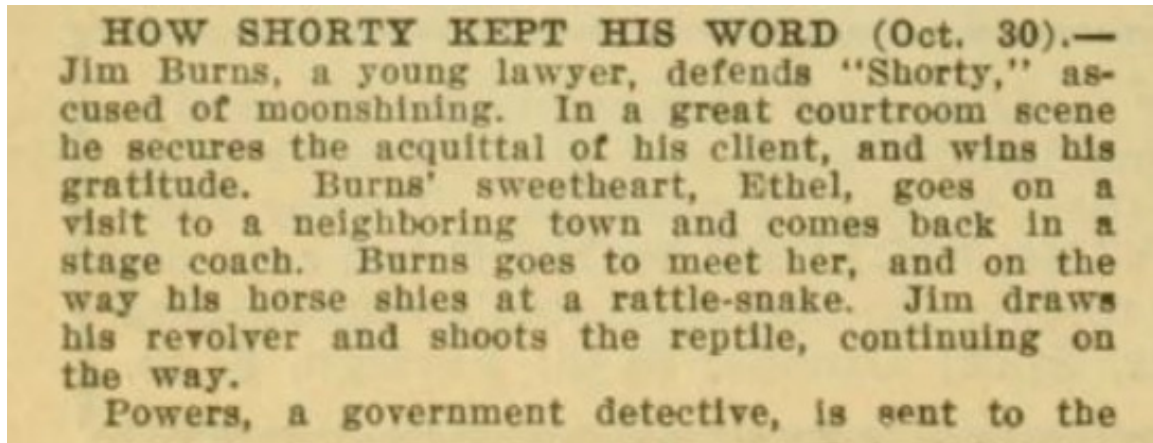 HOW SHORTY KEPT HIS WORD (Oct. 30).—
Jim Burns, a young lawyer, defends "Shorty," as-
cused of moonshining. In a great courtroom scene
he secures the acquittal of his client, and wins his
gratitude. Burns' sweetheart, Ethel, goes on a
visit to a neighboring town and comes back in a
stage coach. Burns goes to meet her, and on the
way his horse shies at a rattle-snake. Jim draws
his revolver and shoots the reptile, continuing on
the way.
Powers, a government detective, is sent to the